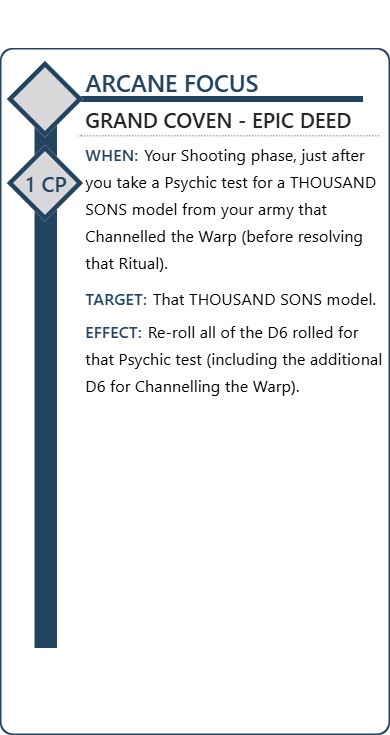 ARCANE FOCUS
GRAND COVEN - EPIC DEED
1 CP
WHEN: Your Shooting phase, just after
you take a Psychic test for a THOUSAND
SONS model from your army that
Channelled the Warp (before resolving
that Ritual).
TARGET: That THOUSAND SONS model.
EFFECT: Re-roll all of the D6 rolled for
that Psychic test (including the additional
D6 for Channelling the Warp).